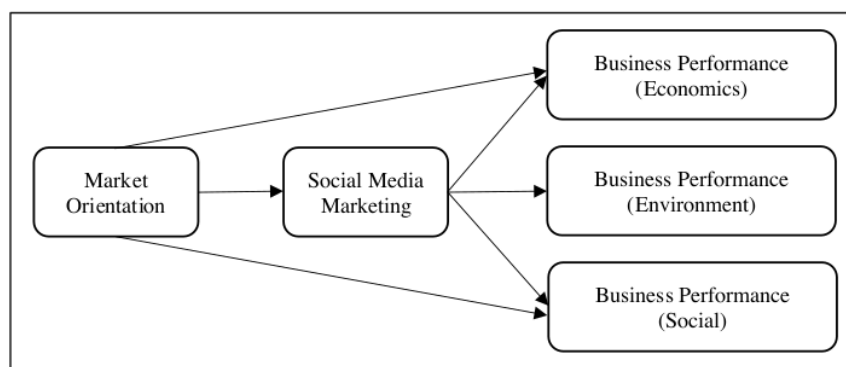 Business Performance
(Economics)
Market
Orientation
Social Media
Marketing
Business Performance
(Environment)
Business Performance
(Social)